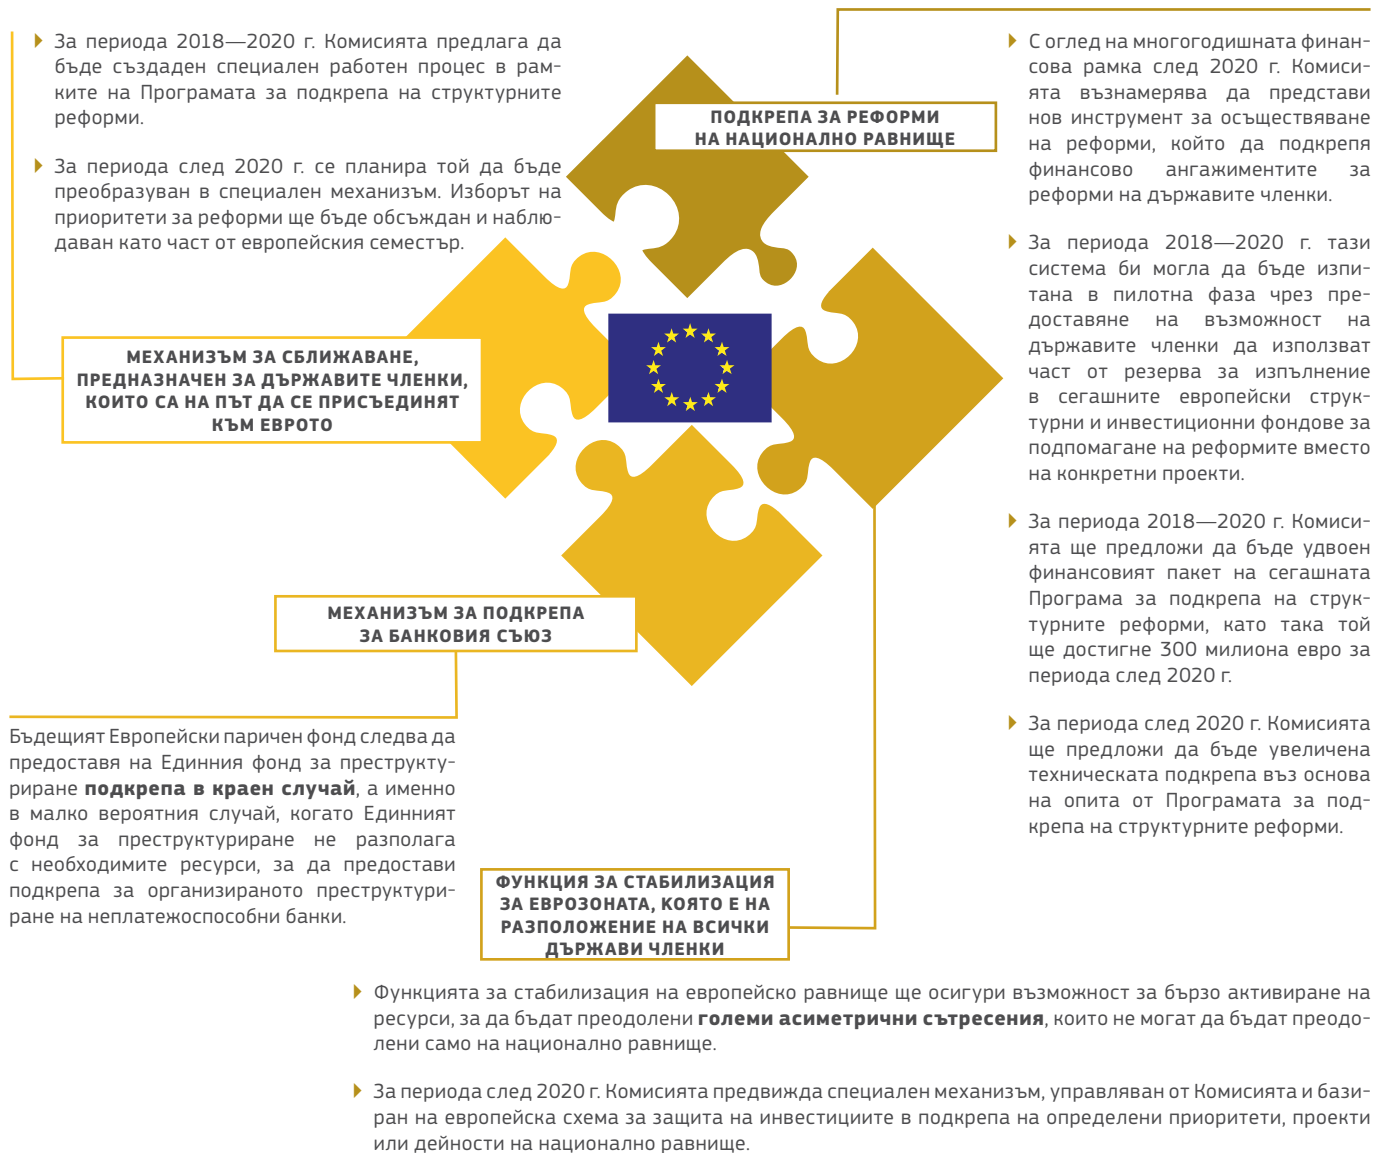 За периода 2018—2020 г. Комисията предлага да
бъде създаден специален работен процес в рам-
ките на Програмата за подкрепа на структурните
реформи.
За периода след 2020 г. се планира той да бъде
преобразуван в специален механизъм. Изборът на
приоритети за реформи ще бъде обсъждан и наблю-
даван като част от европейския семестър.
МЕХАНИЗЪМ ЗА СБЛИЖАВАНЕ,
ПРЕДНАЗНАЧЕН ЗА ДЪРЖАВИТЕ ЧЛЕНКИ,
КОИТО СА НА ПЪТ ДА СЕ ПРИСЪЕДИНЯТ
КЪМ ЕВРОТО
ПОДКРЕПА ЗА РЕФОРМИ
НА НАЦИОНАЛНО РАВНИЩЕ
С оглед на многогодишната финан-
сова рамка след 2020 г. Комиси-
ята възнамерява да представи
нов инструмент за осъществяване
на реформи, който да подкрепя
финансово ангажиментите за
реформи на държавите членки.
За периода 2018—2020 г. тази
система би могла да бъде изпи-
тана в пилотна фаза чрез пре-
доставяне на възможност на
държавите членки да използват
част от резерва за изпълнение
в сегашните европейски струк-
турни и инвестиционни фондове за
подпомагане на реформите вместо
на конкретни проекти.
За периода 2018—2020 г. Комиси-
ята ще предложи да бъде удвоен
финансовият пакет на сегашната
Програма за подкрепа на струк-
турните реформи, като така той
ще достигне 300 милиона евро за
периода след 2020 г.
За периода след 2020 г. Комисията
ще предложи да бъде увеличена
техническата подкрепа въз основа
на опита от Програмата за под-
крепа на структурните реформи.
МЕХАНИЗЪМ ЗА ПОДКРЕПА
ЗА БАНКОВИЯ СЪЮЗ
Бъдещият Европейски паричен фонд следва да
предоставя на Единния фонд за преструкту-
риране подкрепа в краен случай, а именно
в малко вероятния случай, когато Единният
фонд за преструктуриране не разполага
с необходимите ресурси, за да предостави
подкрепа за организираното преструктури-
ране на неплатежоспособни банки.
ФУНКЦИЯ ЗА СТАБИЛИЗАЦИЯ
ЗА ЕВРОЗОНАТА, КОЯТО Е НА
РАЗПОЛОЖЕНИЕ НА ВСИЧКИ
ДЪРЖАВИ ЧЛЕНКИ
Функцията за стабилизация на европейско равнище ще осигури възможност за бързо активиране на
ресурси, за да бъдат преодолени големи асиметрични сътресения, които не могат да бъдат преодо-
лени само на национално равнище.
За периода след 2020 г. Комисията предвижда специален механизъм, управляван от Комисията и бази-
ран на европейска схема за защита на инвестициите в подкрепа на определени приоритети, проекти
или дейности на национално равнище.